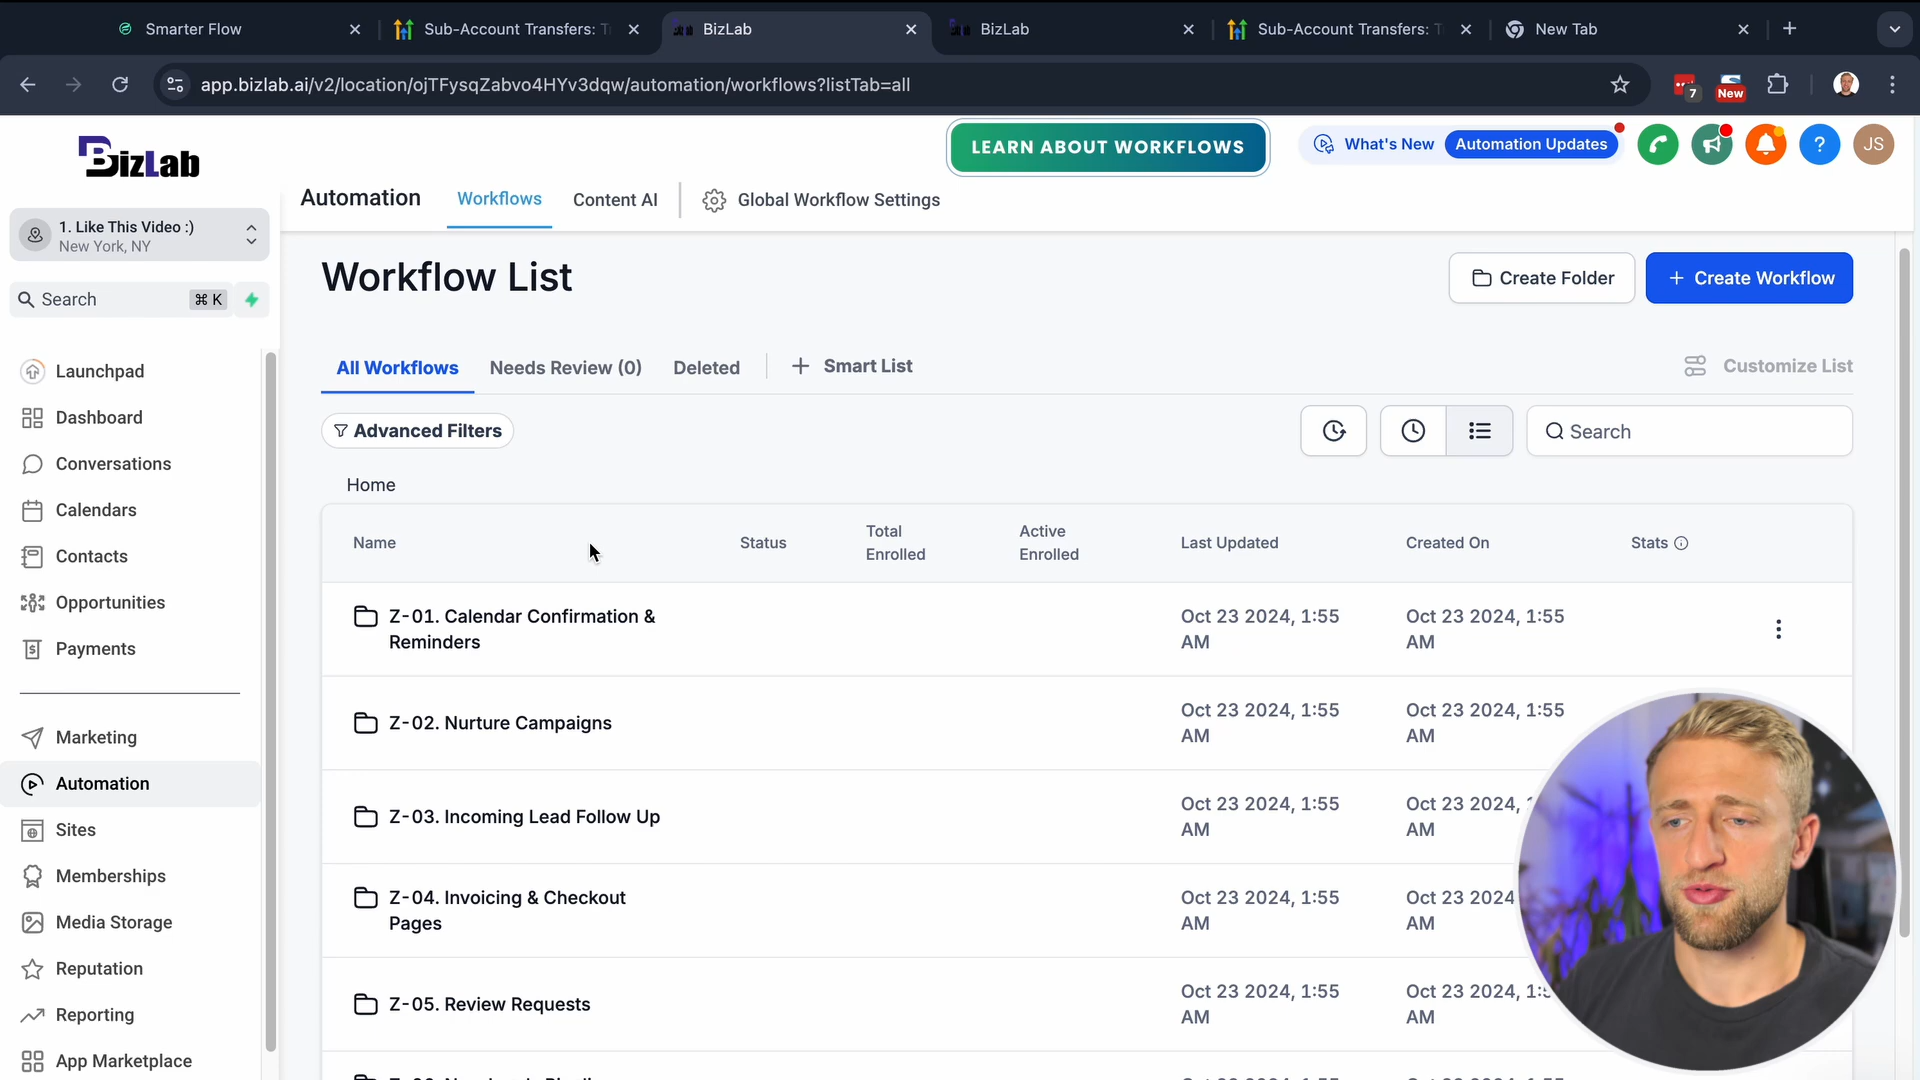 Smarter Flow
Sub-Account Transfers: T
BizLab
BizLab
Sub-Account Transfers: T
New Tab
app.bizlab.ai/v2/location/ojTFysqZabvo4HYv3dqw/automation/workflows?listTab=all
7
New
BizLab
LEARN ABOUT WORKFLOWS
What's New
Automation Updates
?
JS
1. Like This Video :)
New York, NY
Automation
Workflows
Content AI
Global Workflow Settings
Search
⌘ K
Workflow List
Create Folder
+ Create Workflow
Launchpad
Dashboard
Conversations
Calendars
Contacts
Opportunities
Payments
Marketing
Automation
Sites
Memberships
Media Storage
Reputation
Reporting
App Marketplace
All Workflows
Needs Review (0)
Deleted
+ Smart List
Customize List
Advanced Filters
Search
Home
Name
Status
Total
Enrolled
Active
Enrolled
Last Updated
Created On
Stats
Z-01. Calendar Confirmation &
Reminders
Oct 23 2024, 1:55
AM
Oct 23 2024, 1:55
AM
Z-02. Nurture Campaigns
Oct 23 2024, 1:55
AM
Oct 23 2024, 1:55
AM
Z-03. Incoming Lead Follow Up
Oct 23 2024, 1:55
AM
Oct 23 2024,
AM
Z-04. Invoicing & Checkout
Pages
Oct 23 2024, 1:55
AM
Oct 23 2024
AM
Z-05. Review Requests
Oct 23 2024, 1:55
AM
Oct 23 2024, 1:5
AM